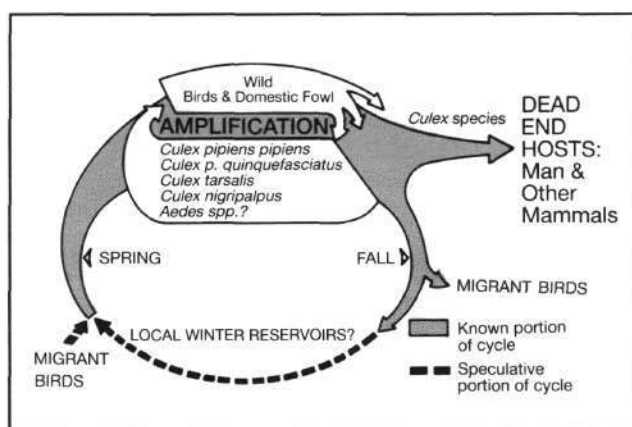 Wild
Birds & Domestic Fowl
AMPLIFICATION
Culex pipiens pipiens
Culex p. quinquefasciatus
Culex tarsalis
Culex nigripalpus
Aedes spp.?
Culex species
DEAD
END
HOSTS:
Man &
Other
Mammals
SPRING
FALL
MIGRANT BIRDS
LOCAL WINTER RESERVOIRS?
MIGRANT
BIRDS
Known portion
of cycle
Speculative
portion of cycle